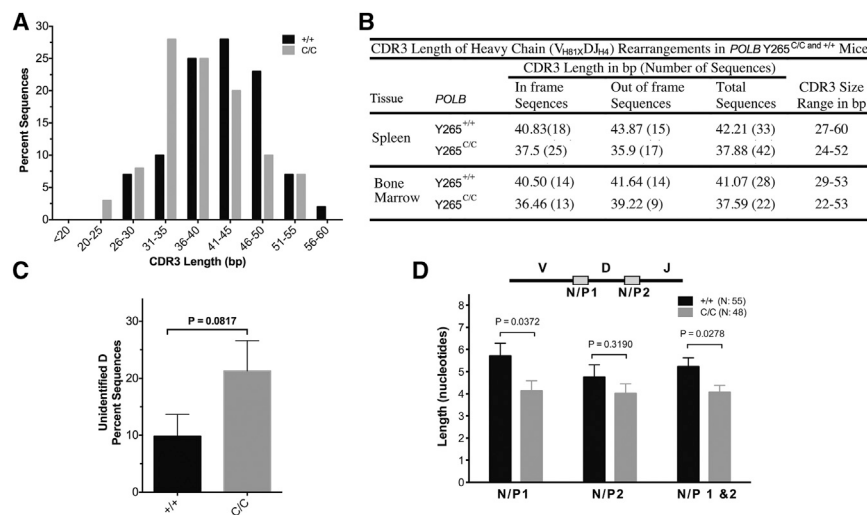 A
+/+
C/C
Percent Sequences
30
25
20
15
10
5
0
<20
20-25
26-30
31-35
36-40
41-45
46-50
51-55
56-60
CDR3 Length (bp)
B
CDR3 Length of Heavy Chain (VH81XDJH4) Rearrangements in POLB Y265 C/C and +/+ Mice
CDR3 Length in bp (Number of Sequences)
Tissue POLB In frame Seqences Out of frame Sequences Total Sequences CDR3 Size Range in bp
Spleen Y265+/+ 40.83(18) 43.87 (15) 42.21 (33) 27-60
Y265C/C 37.5 (25) 35.9 (17) 37.88 (42) 24-52
Bone Marrow Y265+/+ 40.50 (14) 41.64 (14) 41.07 (28) 29-53
Y265C/C 36.46 (13) 39.22 (9) 37.59 (22) 22-53
C
P = 0.0817
Unidentified D
Percent Sequences
30
20
10
0
+/+
C/C
D
V D J
N/P1 N/P2
+/+ (N: 55)
C/C (N: 48)
P = 0.0372
P = 0.3190
P = 0.0278
Length (nucleotides)
8
7
6
5
4
3
2
1
0
N/P1
N/P2
N/P 1 &2